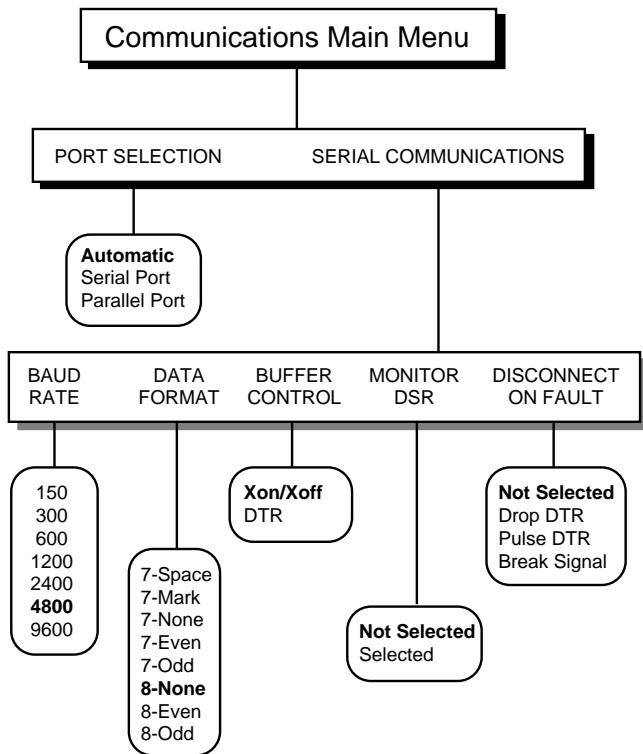 Communications Main Menu
PORT SELECTION SERIAL COMMUNICATIONS
Automatic
Serial Port
Parallel Port
BAUD RATE
DATA FORMAT
BUFFER CONTROL
MONITOR DSR
DISCONNECT ON FAULT
150
300
600
1200
2400
4800
9600
7-Space
7-Mark
7-None
7-Even
7-Odd
8-None
8-Even
8-Odd
Xon/Xoff
DTR
Not Selected
Selected
Not Selected
Drop DTR
Pulse DTR
Break Signal